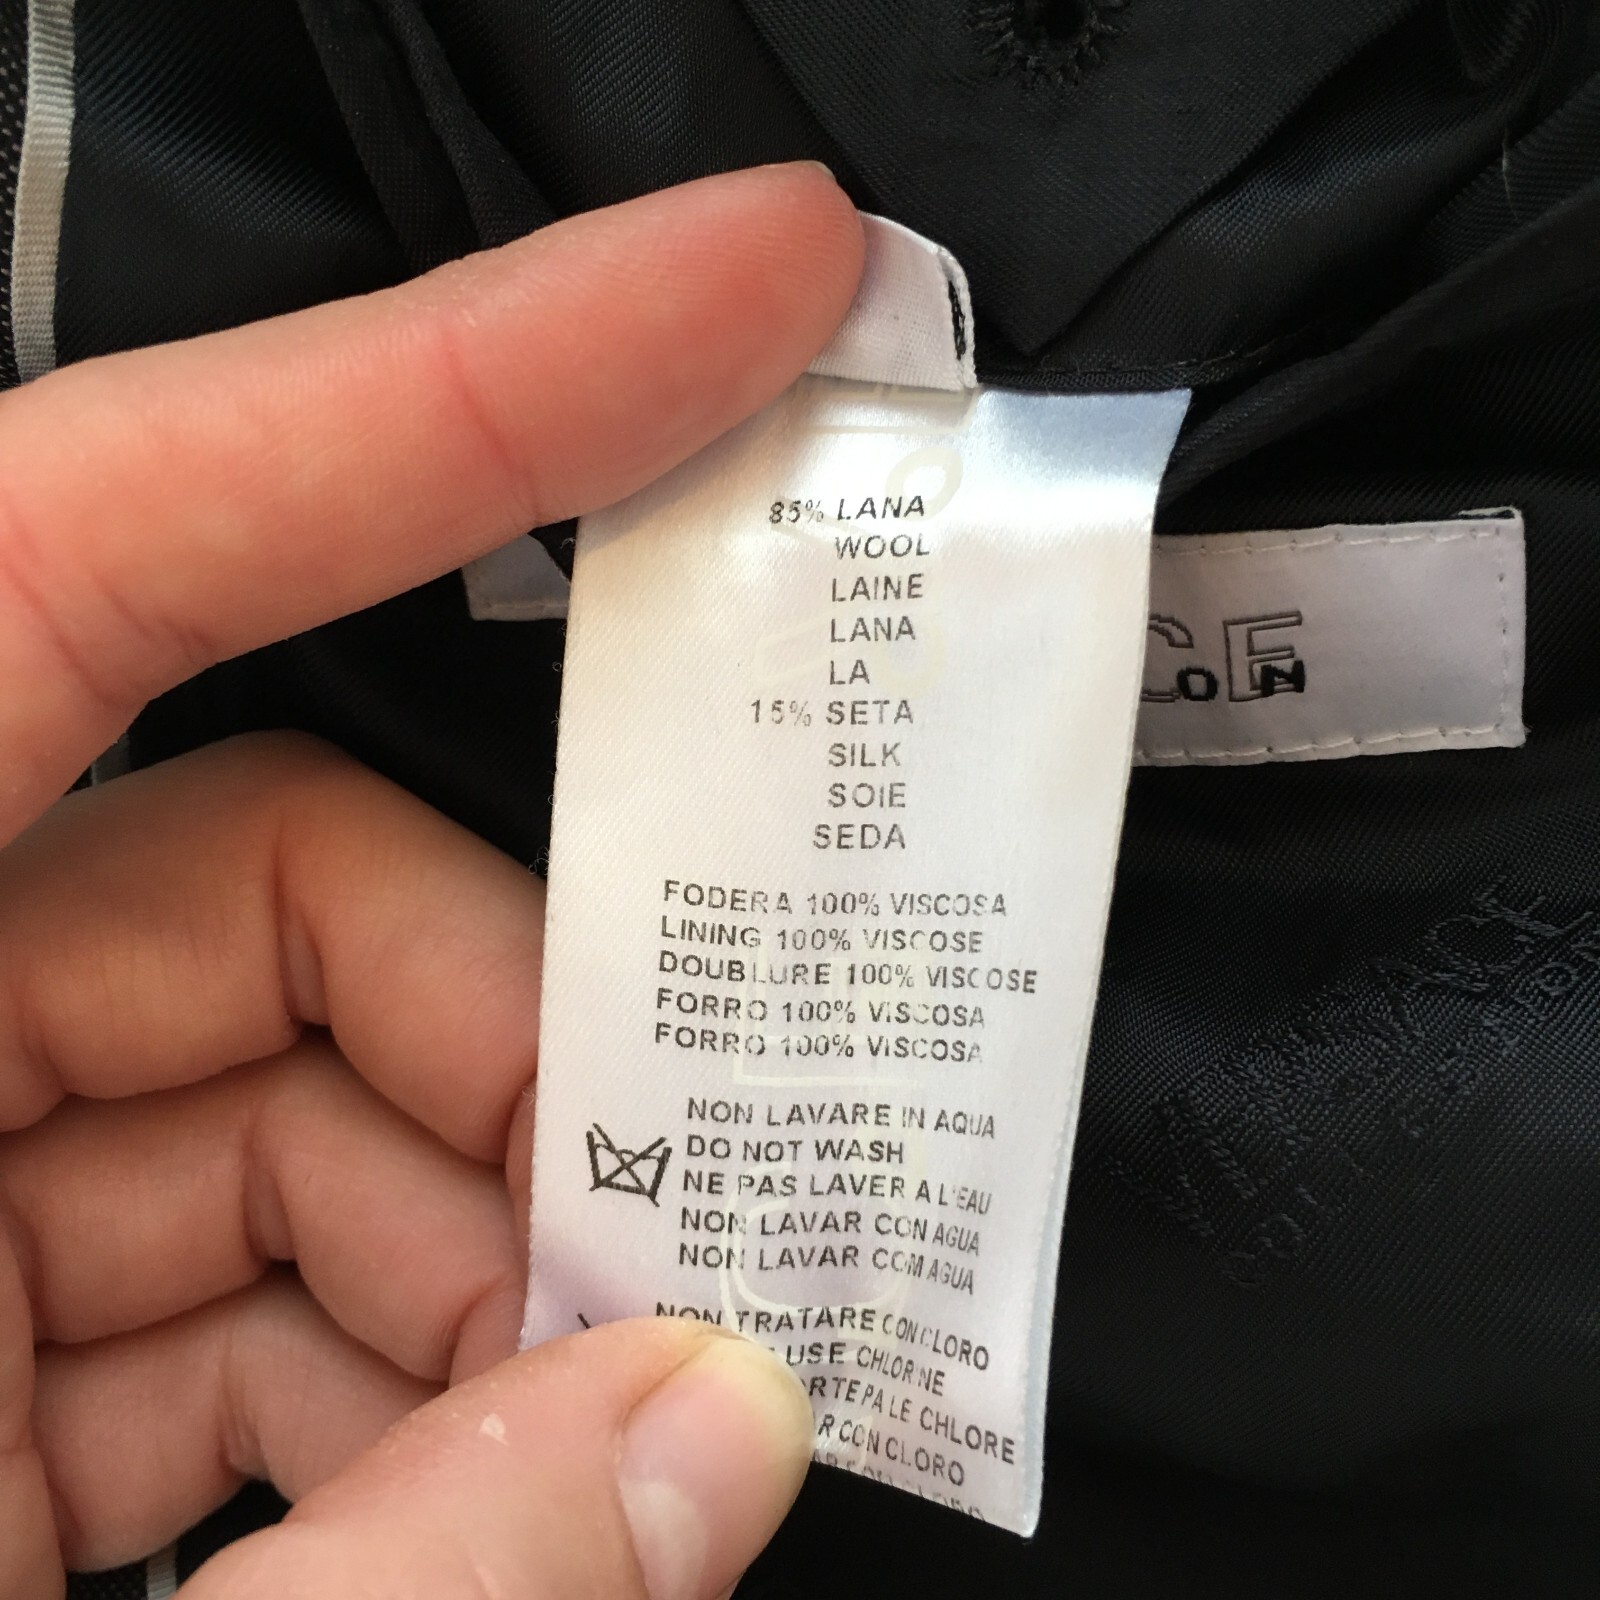 85% LANA
WOOL
LAINE
LANA
LA
15% SETA
SILK
SOIE
SEDA
FODERA 100% VISCOSA
LINING 100% VISCOSE
DOUBLURE 100% VISCOSE
FORRO 100% VISCOSA
FORRO 100% VISCOSA
NON LAVARE IN AQUA
DO NOT WASH
NE PAS LAVER A L'EAU
NON LAVAR CON AGUA
NON LAVAR COM AGUA
NON TRATARE CON CLORO
USE CHLORINE
LE CHLORE
CON CLORO
CE
ON